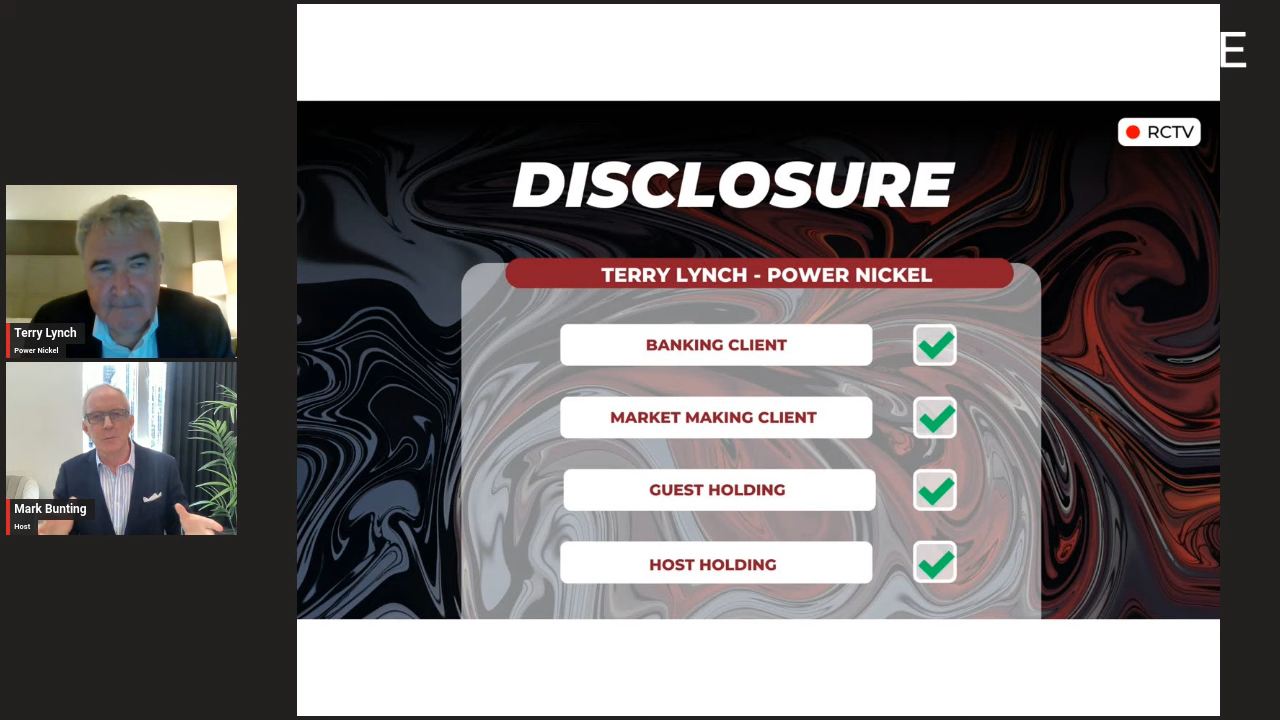 E
RCTV
DISCLOSURE
TERRY LYNCH - POWER NICKEL
BANKING CLIENT
MARKET MAKING CLIENT
GUEST HOLDING
HOST HOLDING
Terry Lynch
Power Nickel
Mark Bunting
Host